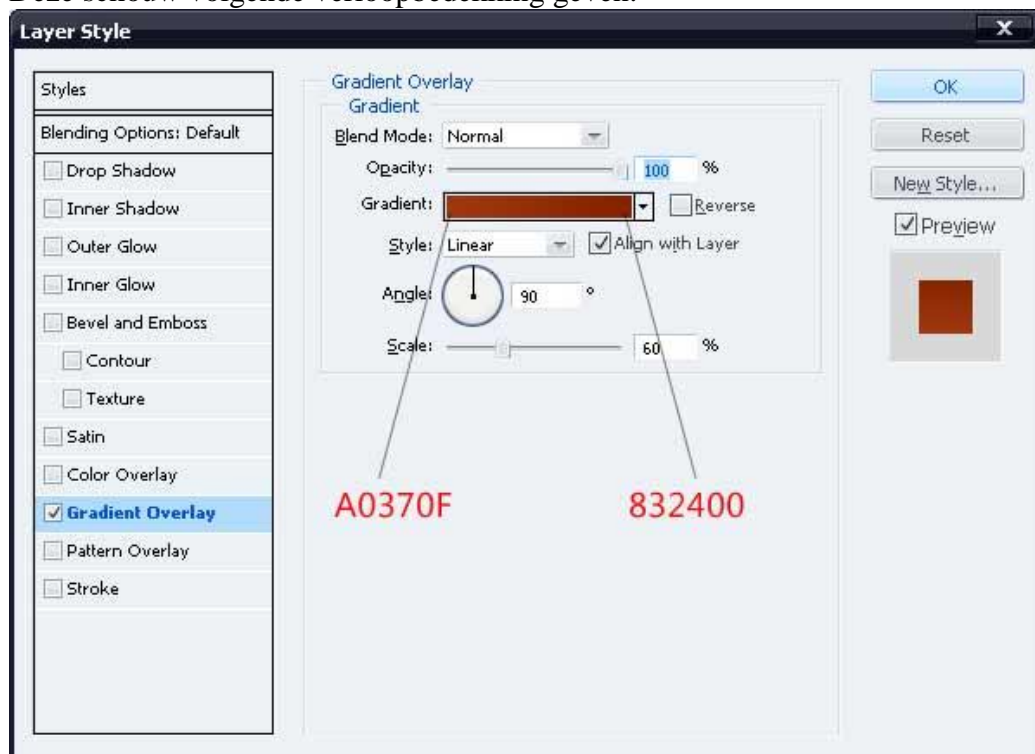 Deze schouw volgende verloopbedekking geven:
Layer Style
X
Styles
Blending Options: Default
Drop Shadow
Inner Shadow
Outer Glow
Inner Glow
Bevel and Emboss
Contour
Texture
Satin
Color Overlay
Gradient Overlay
Pattern Overlay
Stroke
Gradient Overlay
Gradient
Blend Mode: Normal
Opacity: 100 %
Gradient: Reverse
Style: Linear Align with Layer
Angle: 90 °
Scale: 60 %
A0370F 832400
OK
Reset
New Style...
Preview